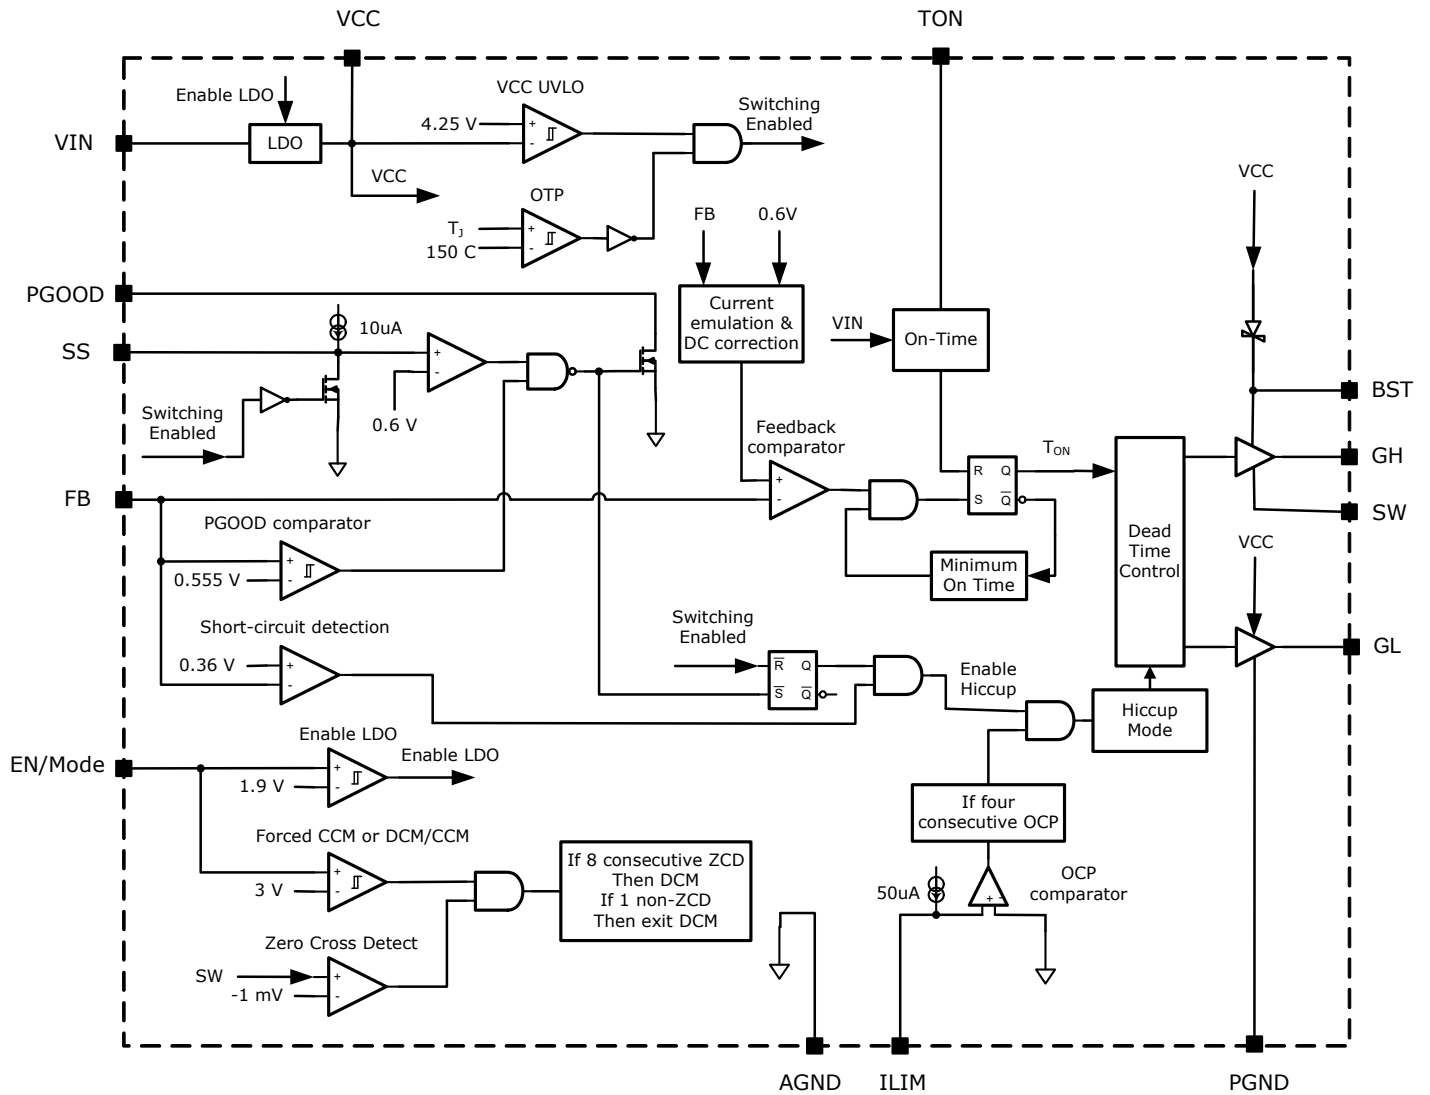 VCC
TON
Enable LDO
VCC UVLO
Switching
Enabled
4.25 V
+
-
VIN
LDO
VCC
VCC
OTP
TJ
150 C
+
-
FB
0.6V
PGOOD
Current
emulation &
DC correction
10uA
VIN
On-Time
SS
+
-
0.6 V
BST
Switching
Enabled
Feedback
comparator
TON
GH
+
-
R
Q
S
Q
FB
SW
PGOOD comparator
Dead
Time
Control
VCC
0.555 V
+
-
Minimum
On Time
Short-circuit detection
Switching
Enabled
0.36 V
+
-
R
Q
S
Q
Enable
Hiccup
GL
Hiccup
Mode
Enable LDO
Enable LDO
EN/Mode
1.9 V
+
-
If four
consecutive OCP
Forced CCM or DCM/CCM
3 V
+
-
If 8 consecutive ZCD
Then DCM
If 1 non-ZCD
Then exit DCM
OCP
comparator
50uA
+
-
Zero Cross Detect
SW
-1 mV
+
-
AGND
ILIM
PGND